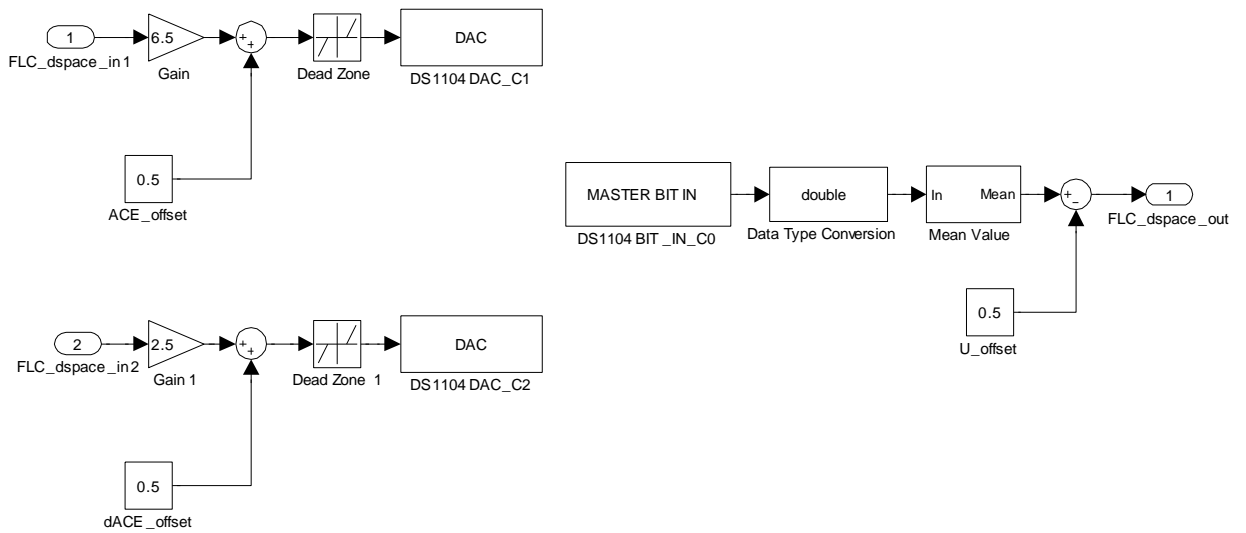 1
FLC_dspace_in1
6.5
Gain
+
+
Dead Zone
DAC
DS1104 DAC_C1
0.5
ACE_offset
MASTER BIT IN
DS1104 BIT_IN_C0
double
Data Type Conversion
In
Mean
Mean Value
+
−
1
FLC_dspace_out
0.5
U_offset
2
FLC_dspace_in2
2.5
Gain 1
+
+
Dead Zone 1
DAC
DS1104 DAC_C2
0.5
dACE_offset